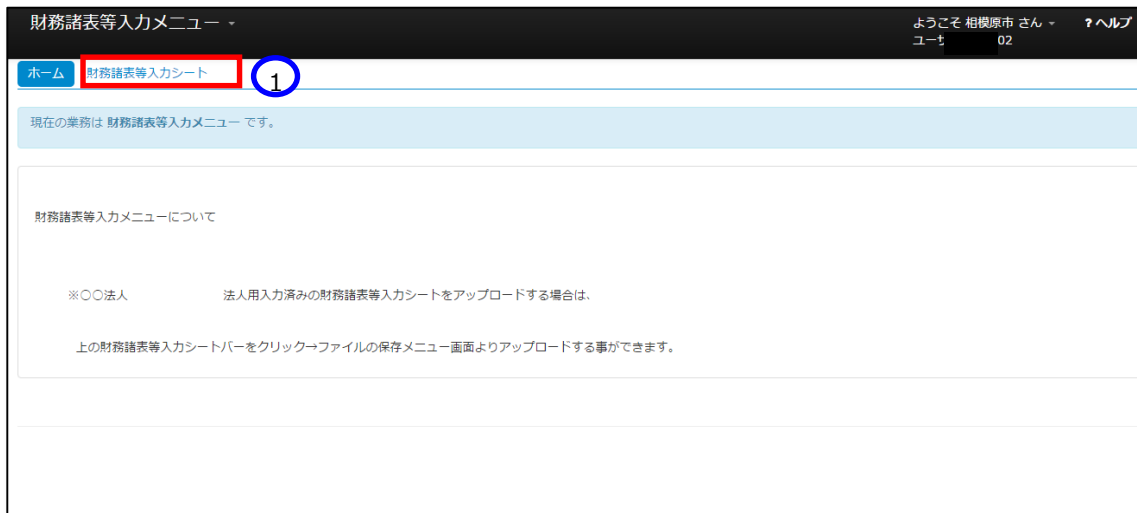 財務諸表等入力メニュー
ようこそ 相模原市 さん
? ヘルプ
ユーサ 02
ホーム 財務諸表等入力シート 1
現在の業務は 財務諸表等入力メニュー です。
財務諸表等入力メニューについて
※○○法人 法人用入力済みの財務諸表等入力シートをアップロードする場合は、
上の財務諸表等入力シートバーをクリック→ファイルの保存メニュー画面よりアップロードする事ができます。